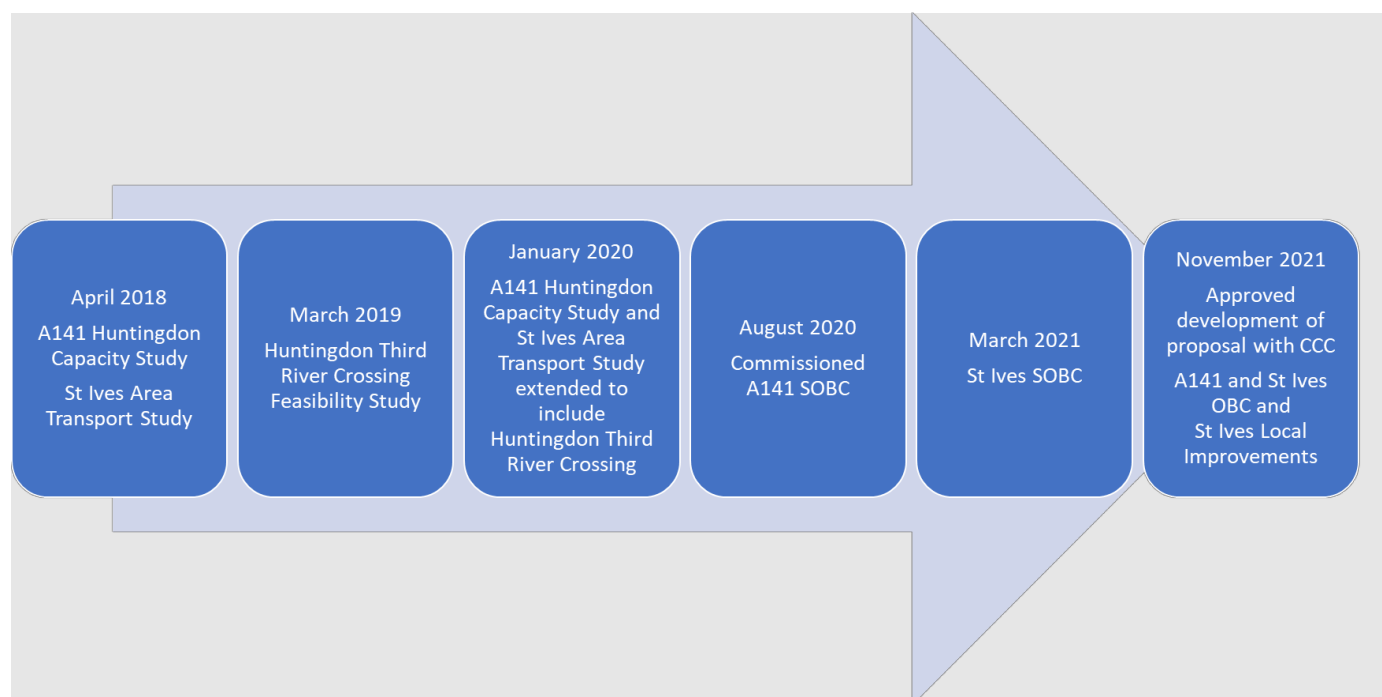 April 2018
A141 Huntingdon
Capacity Study
St Ives Area
Transport Study
March 2019
Huntingdon Third
River Crossing
Feasibility Study
January 2020
A141 Huntingdon
Capacity Study and
St Ives Area
Transport Study
extended to
include
Huntingdon Third
River Crossing
August 2020
Commissioned
A141 SOBC
March 2021
St Ives SOBC
November 2021
Approved
development of
proposal with CCC
A141 and St Ives
OBC and
St Ives Local
Improvements